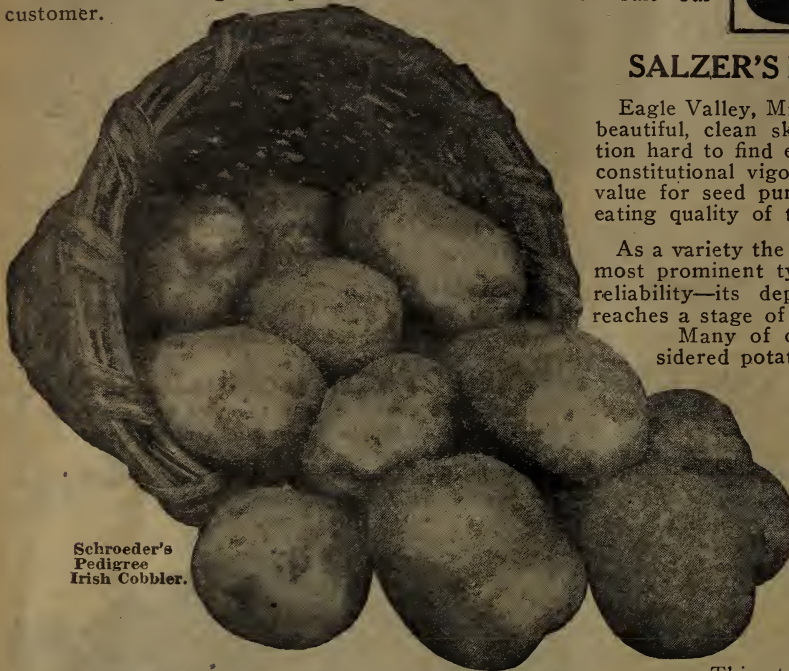 customer.
SALZER'S
Eagle Valley, M
beautiful, clean sk
tion hard to find e
constitutional vigo
value for seed pur
eating quality of t
As a variety the
most prominent ty
reliability—its dep
reaches a stage of
Many of c
sidered potat
Schroeder's
Pedigree
Irish Cobbler.